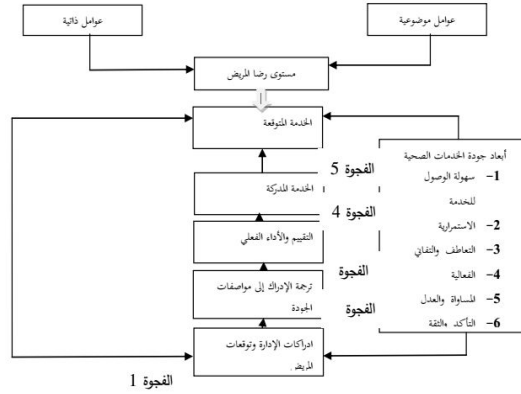 عوامل ذاتية
عوامل موضوعية
مستوى رضا المريض
الخدمة المتوقعة
الفجوة 5
الخدمة المدركة
الفجوة 4
التقييم والأداء الفعلي
الفجوة
ترجمة الإدراك إلى مواصفات
الجودة
الفجوة
ادراكات الإدارة وتوقعات
المريض
الفجوة 1
أبعاد جودة الخدمات الصحية
1- سهولة الوصول
للخدمة
2- الاستمرارية
3- التعاطف والتفاني
4- الفعالية
5- المساواة والعدل
6- التأكد والثقة